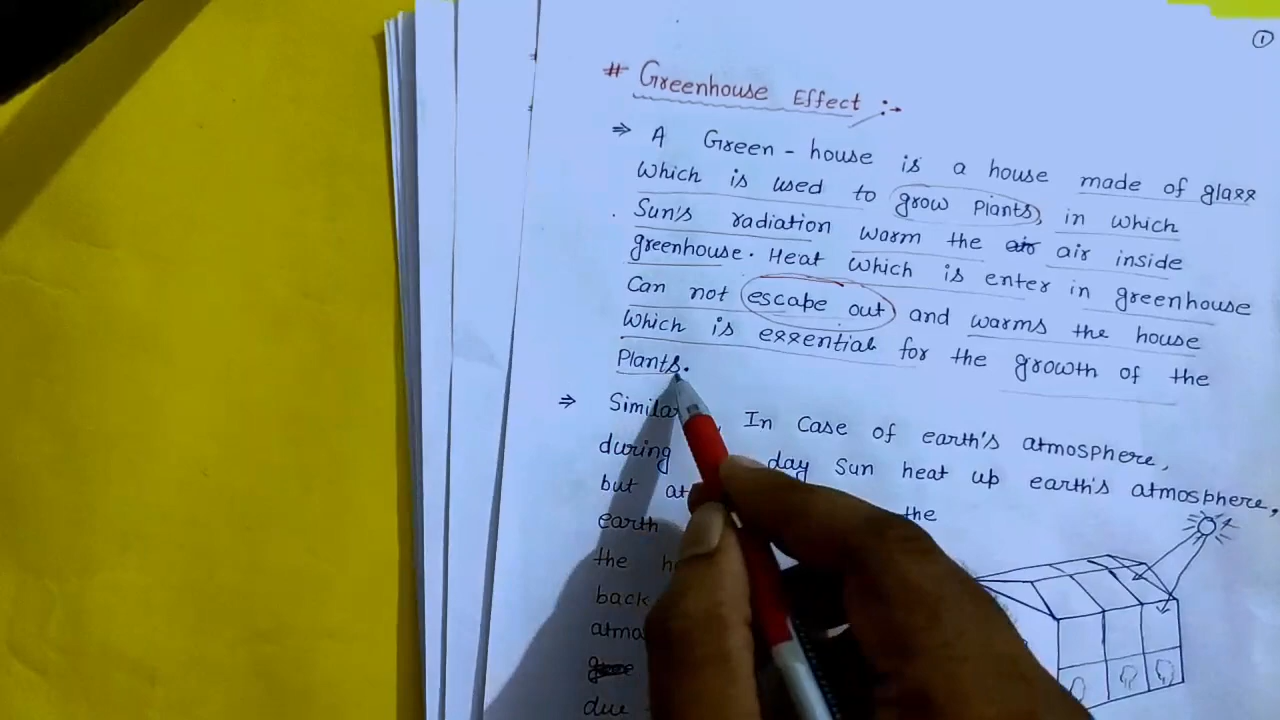 ①
# Greenhouse Effect :→
⇒ A Green-house is a house made of glass
Which is used to grow Plants, in which
Sun's radiation warm the air inside
greenhouse. Heat which is enter in greenhouse
Can not escape out and warms the house
Which is essential for the growth of the
Plants.
⇒ In Case of earth's atmosphere,
during day Sun heat up earth's atmosphere,
but at
earth the
the
back
due